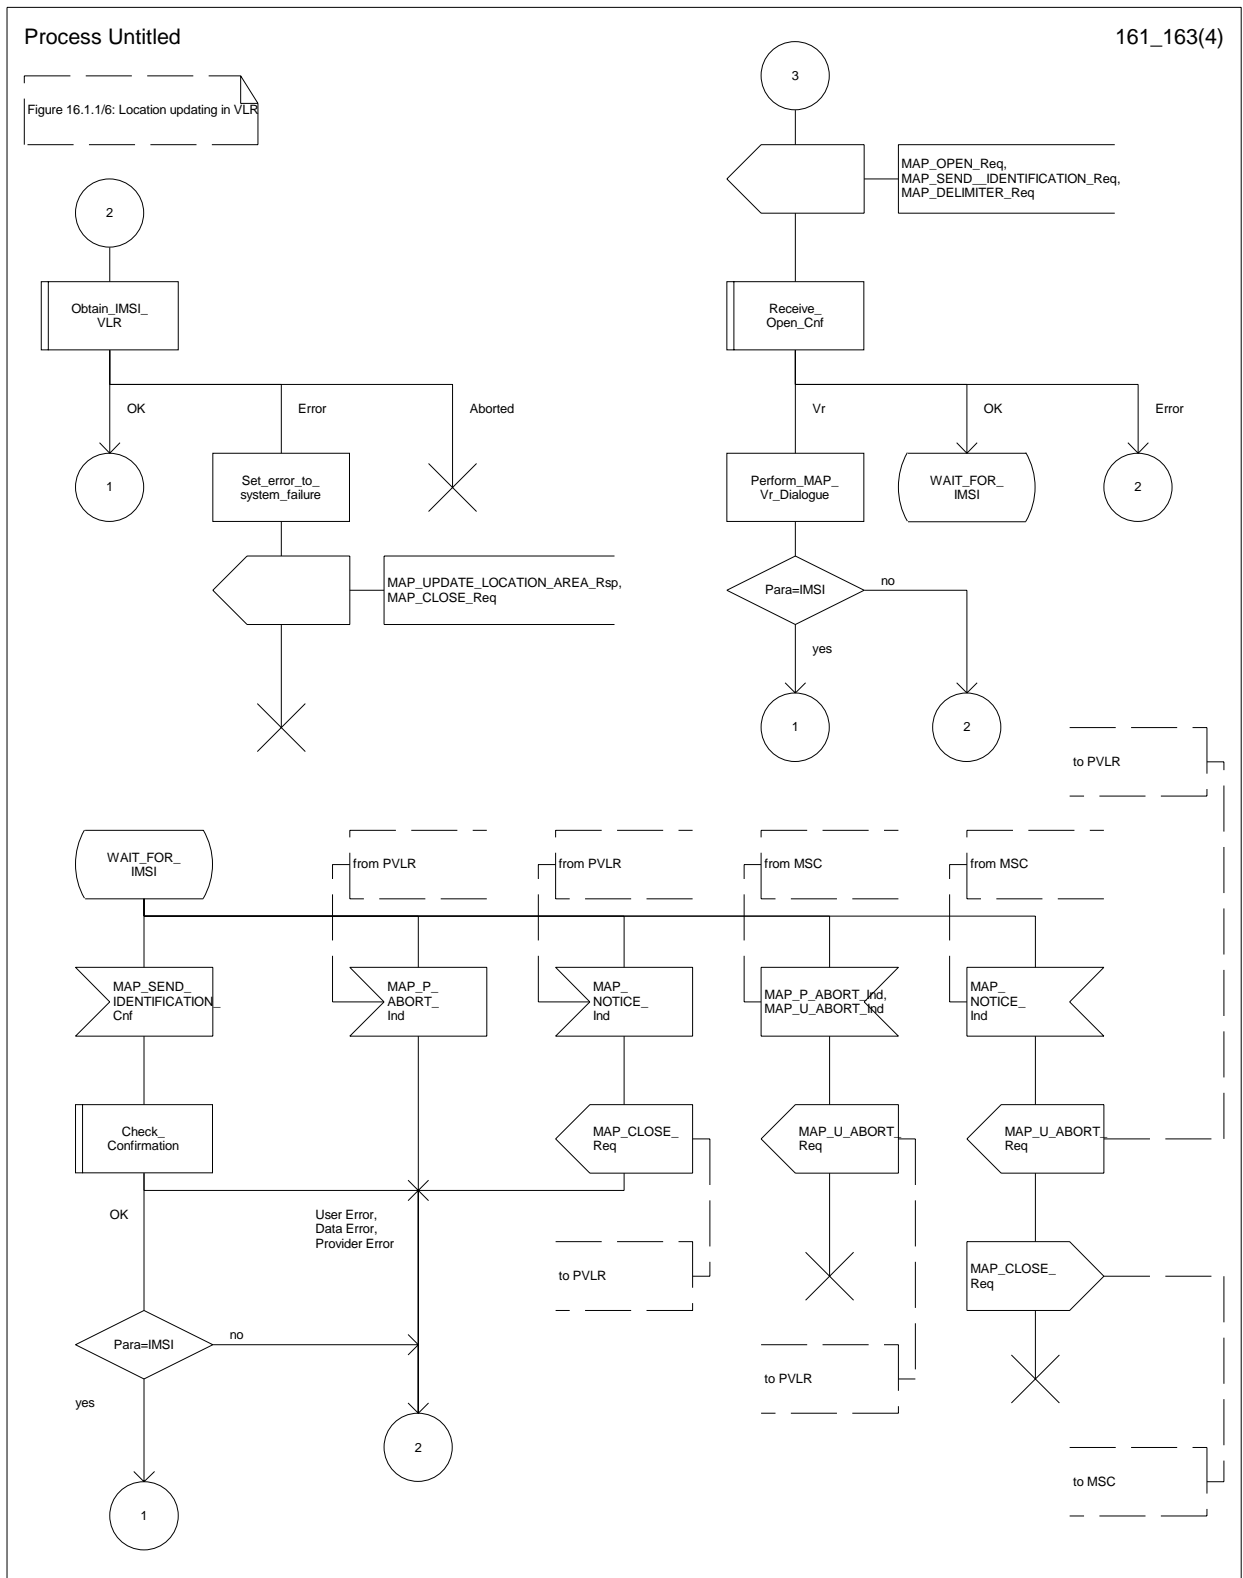 Process Untitled
161_163(4)
Figure 16.1.1/6: Location updating in VLR
3
MAP_OPEN_Req,
MAP_SEND__IDENTIFICATION_Req,
MAP_DELIMITER_Req
2
Obtain_IMSI_
VLR
Receive_
Open_Cnf
OK
Error
Aborted
Vr
OK
Error
1
Set_error_to_
system_failure
Perform_MAP_
Vr_Dialogue
WAIT_FOR_
IMSI
2
MAP_UPDATE_LOCATION_AREA_Rsp,
MAP_CLOSE_Req
Para=IMSI
no
yes
1
2
to PVLR
WAIT_FOR_
IMSI
from PVLR
from PVLR
from MSC
from MSC
MAP_SEND_
IDENTIFICATION_
Cnf
MAP_P_
ABORT_
Ind
MAP_
NOTICE_
Ind
MAP_P_ABORT_Ind,
MAP_U_ABORT_Ind
MAP_
NOTICE_
Ind
Check_
Confirmation
MAP_CLOSE_
Req
MAP_U_ABORT_
Req
MAP_U_ABORT_
Req
OK
User Error,
Data Error,
Provider Error
to PVLR
MAP_CLOSE_
Req
Para=IMSI
no
yes
to PVLR
2
1
to MSC